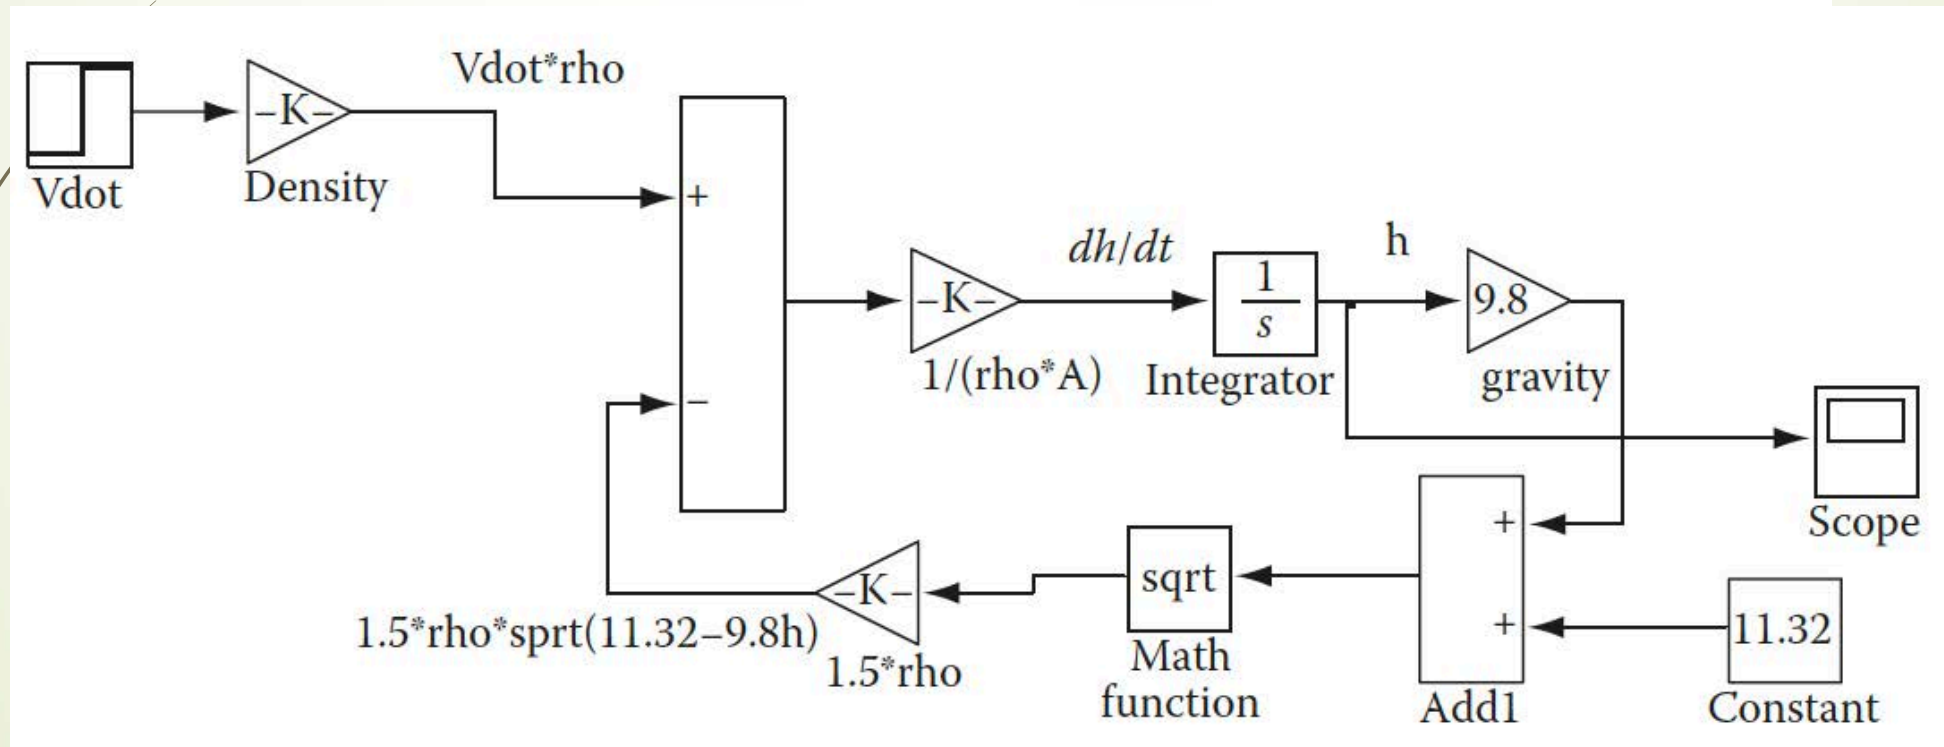 Vdot*rho
–K–
Vdot
Density
+
dh/dt
h
–K–
1
s
9.8
1/(rho*A)
Integrator
gravity
–
Scope
+
sqrt
–K–
1.5*rho*sprt(11.32–9.8h)
1.5*rho
Math
function
+
11.32
Add1
Constant